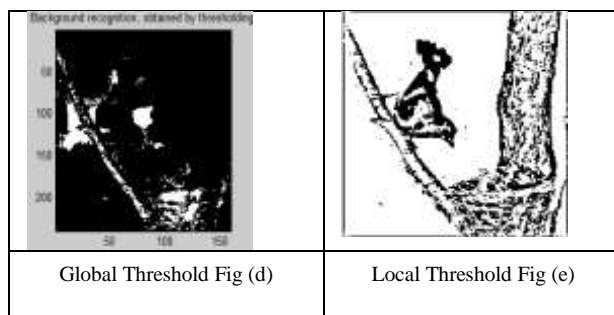 Background recognition, obtained by thresholding
50
100
150
200
50
100
150
Global Threshold Fig (d)
Local Threshold Fig (e)